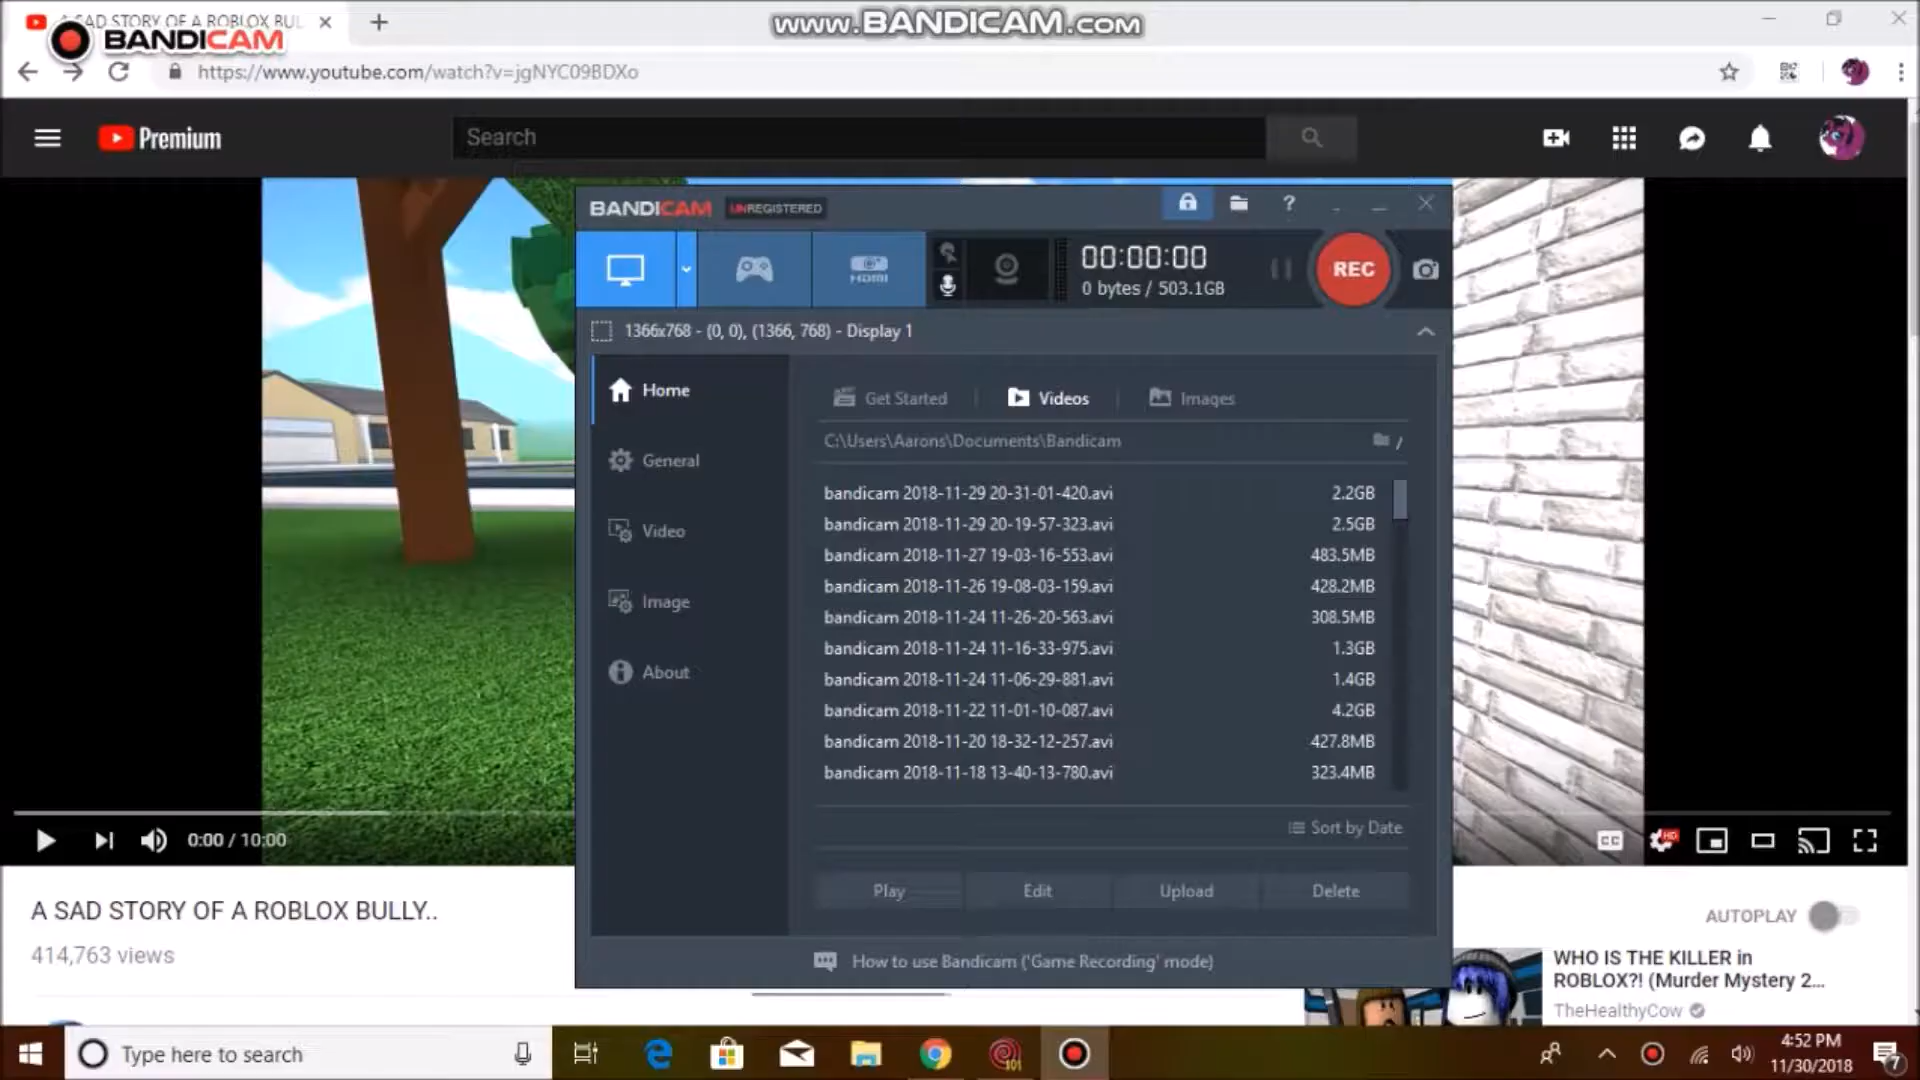 A SAD STORY OF A ROBLOX BUL
BANDICAM
www.BANDICAM.com
https://www.youtube.com/watch?v=jgNYC09BDXo
Premium
Search
BANDICAM UNREGISTERED
?
HDMI
00:00:00
REC
0 bytes / 503.1GB
1366x768 - (0, 0), (1366, 768) - Display 1
Home
General
Video
Image
About
Get Started
Videos
Images
C:\Users\Aarons\Documents\Bandicam
/
bandicam 2018-11-29 20-31-01-420.avi 2.2GB
bandicam 2018-11-29 20-19-57-323.avi 2.5GB
bandicam 2018-11-27 19-03-16-553.avi 483.5MB
bandicam 2018-11-26 19-08-03-159.avi 428.2MB
bandicam 2018-11-24 11-26-20-563.avi 308.5MB
bandicam 2018-11-24 11-16-33-975.avi 1.3GB
bandicam 2018-11-24 11-06-29-881.avi 1.4GB
bandicam 2018-11-22 11-01-10-087.avi 4.2GB
bandicam 2018-11-20 18-32-12-257.avi 427.8MB
bandicam 2018-11-18 13-40-13-780.avi 323.4MB
Sort by Date
Play Edit Upload Delete
How to use Bandicam ('Game Recording' mode)
0:00 / 10:00
CC
HD
A SAD STORY OF A ROBLOX BULLY..
414,763 views
AUTOPLAY
WHO IS THE KILLER in
ROBLOX?! (Murder Mystery 2...
TheHealthyCow
Type here to search
101
4:52 PM
11/30/2018
7